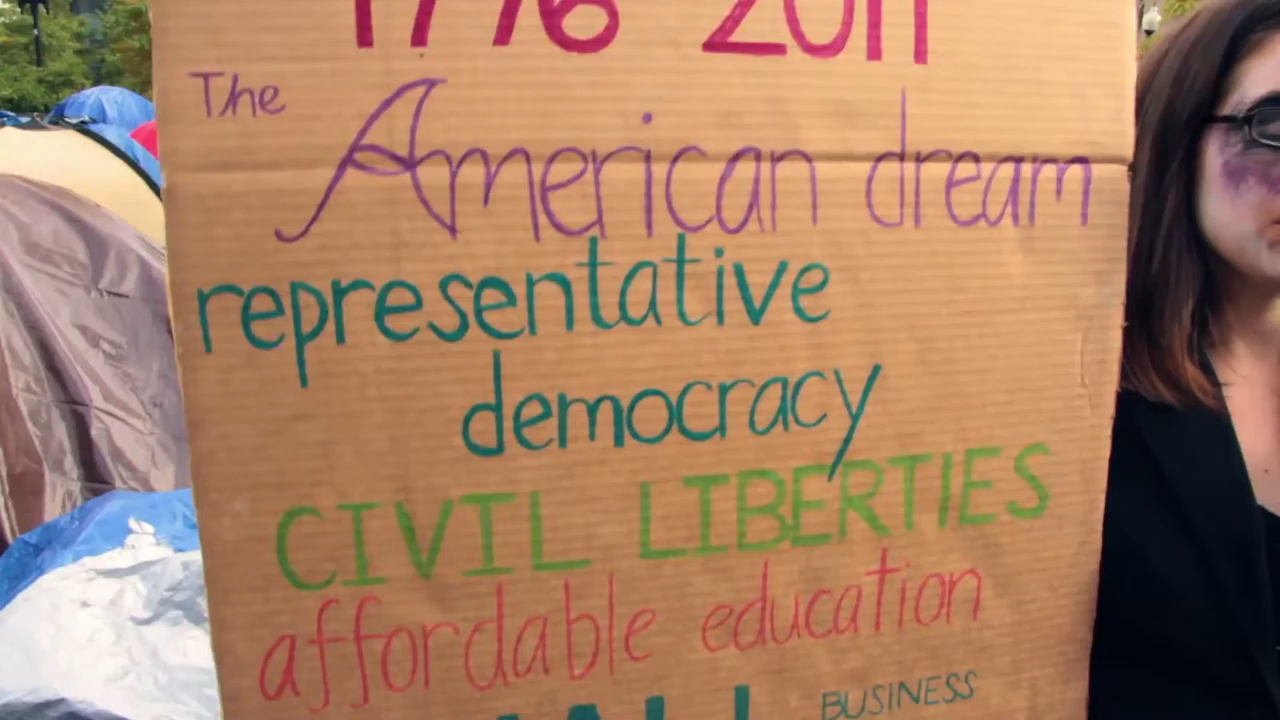 1776 2011
The American dream
representative
democracy
CIVIL LIBERTIES
affordable education
BUSINESS